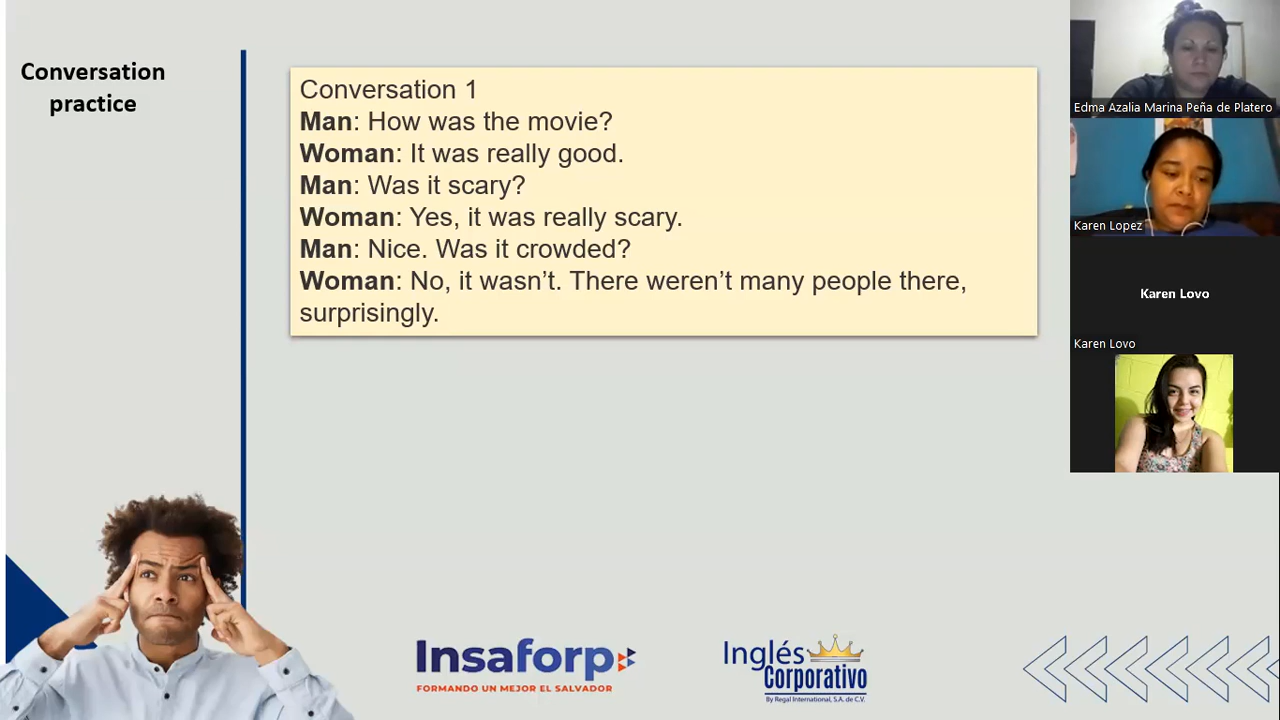 Conversation
practice
Conversation 1
Man: How was the movie?
Woman: It was really good.
Man: Was it scary?
Woman: Yes, it was really scary.
Man: Nice. Was it crowded?
Woman: No, it wasn’t. There weren’t many people there,
surprisingly.
Edma Azalia Marina Peña de Platero
Karen Lopez
Karen Lovo
Karen Lovo
Insaforp
FORMANDO UN MEJOR EL SALVADOR
Inglés
Corporativo
By Regal International, S.A. de C.V.